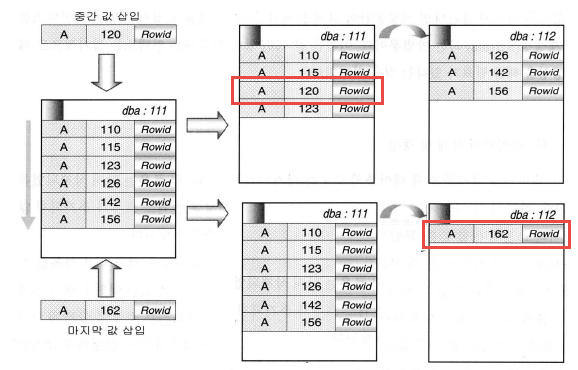 중간 값 삽입
A 120 Rowid
dba : 111
A 110 Rowid
A 115 Rowid
A 123 Rowid
A 126 Rowid
A 142 Rowid
A 156 Rowid
A 162 Rowid
마지막 값 삽입
dba : 111
A 110 Rowid
A 115 Rowid
A 120 Rowid
A 123 Rowid
dba : 112
A 126 Rowid
A 142 Rowid
A 156 Rowid
dba : 111
A 110 Rowid
A 115 Rowid
A 123 Rowid
A 126 Rowid
A 142 Rowid
A 156 Rowid
dba : 112
A 162 Rowid